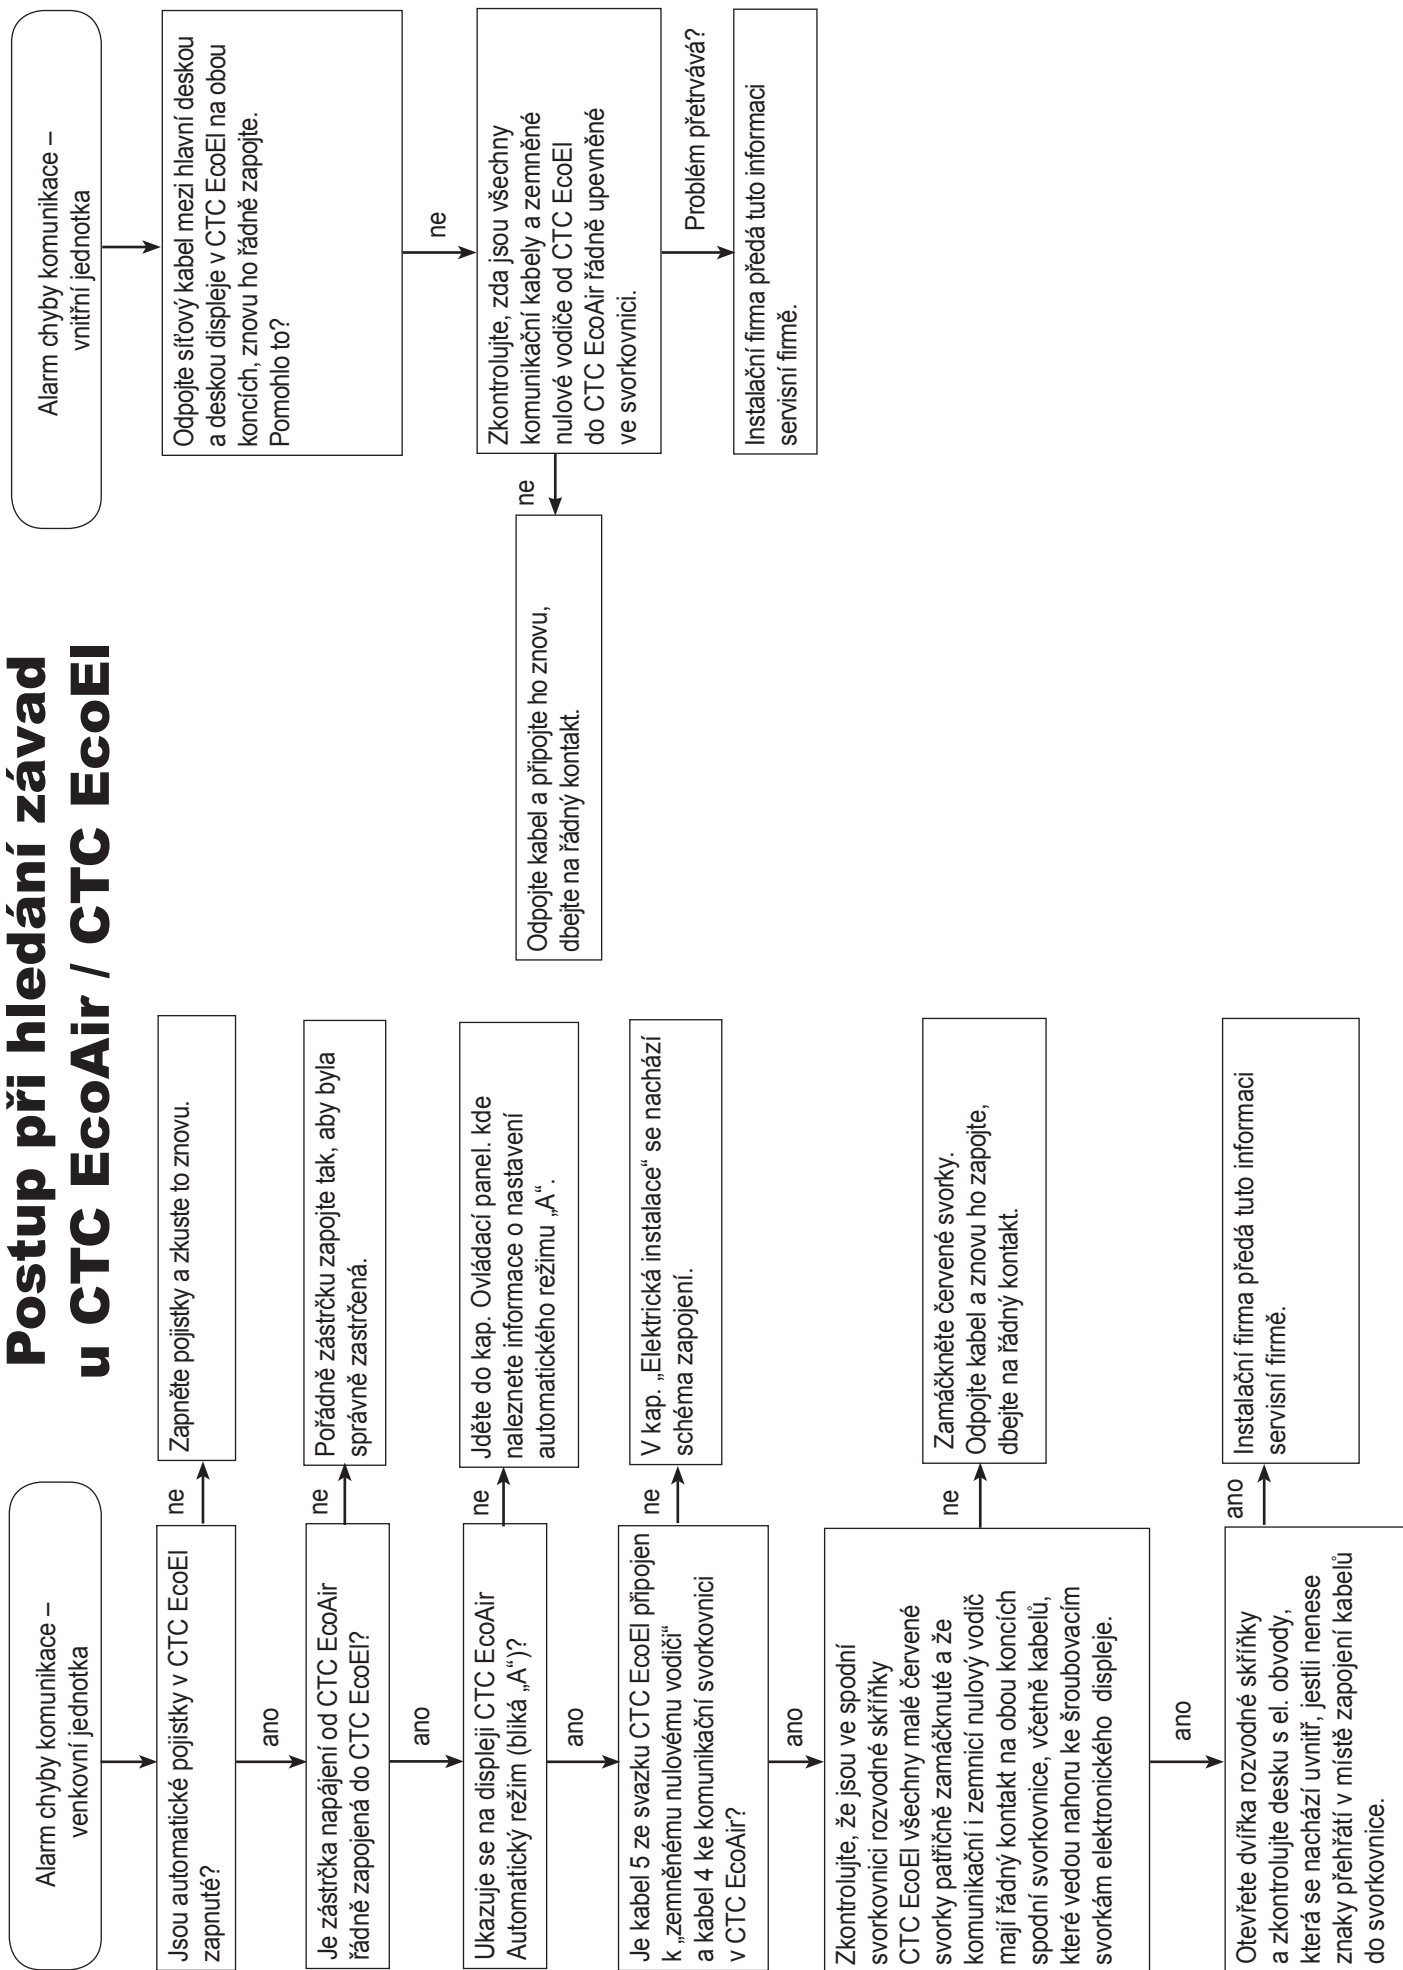 Postup při hledání závad
u CTC EcoAir / CTC EcoEl
Alarm chyby komunikace –
venkovní jednotka
Jsou automatické pojistky v CTC EcoEl
zapnuté?
ne
Zapněte pojistky a zkuste to znovu.
ano
Je zástrčka napájení od CTC EcoAir
řádně zapojená do CTC EcoEl?
ne
Pořádně zástrčku zapojte tak, aby byla
správně zastrčená.
ano
Ukazuje se na displeji CTC EcoAir
Automatický režim (bliká „A“)?
ne
Jděte do kap. Ovládací panel. kde
naleznete informace o nastavení
automatického režimu „A“.
ano
Je kabel 5 ze svazku CTC EcoEl připojen
k „zemněnému nulovému vodiči“
a kabel 4 ke komunikační svorkovnici
v CTC EcoAir?
ne
V kap. „Elektrická instalace“ se nachází
schéma zapojení.
ano
Zkontrolujte, že jsou ve spodní
svorkovnici rozvodné skříňky
CTC EcoEl všechny malé červené
svorky patřičně zamáčknuté a že
komunikační i zemnicí nulový vodič
mají řádný kontakt na obou koncích
spodní svorkovnice, včetně kabelů,
které vedou nahoru ke šroubovacím
svorkám elektronického displeje.
ne
Zamáčkněte červené svorky.
Odpojte kabel a znovu ho zapojte,
dbejte na řádný kontakt.
ano
Otevřete dvířka rozvodné skříňky
a zkontrolujte desku s el. obvody,
která se nachází uvnitř, jestli nenese
znaky přehřátí v místě zapojení kabelů
do svorkovnice.
ano
Instalační firma předá tuto informaci
servisní firmě.
Alarm chyby komunikace –
vnitřní jednotka
Odpojte síťový kabel mezi hlavní deskou
a deskou displeje v CTC EcoEl na obou
koncích, znovu ho řádně zapojte.
Pomohlo to?
ne
Zkontrolujte, zda jsou všechny
komunikační kabely a zemněné
nulové vodiče od CTC EcoEl
do CTC EcoAir řádně upevněné
ve svorkovnici.
ne
Odpojte kabel a připojte ho znovu,
dbejte na řádný kontakt.
Problém přetrvává?
Instalační firma předá tuto informaci
servisní firmě.